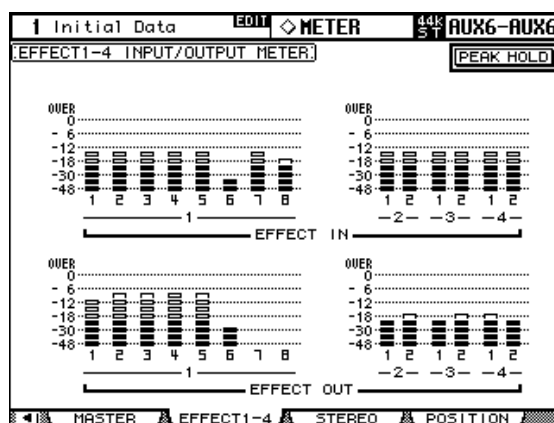 1 Initial Data EDIT ◇METER 44k ST AUX6-AUX6
EFFECT1-4 INPUT/OUTPUT METER
PEAK HOLD
OVER OVER
0 0
- 6 - 6
-12 -12
-18 -18
-30 -30
-48 -48
1 2 3 4 5 6 7 8 1 2 1 2 1 2
1 -2- -3- -4-
EFFECT IN
OVER OVER
0 0
- 6 - 6
-12 -12
-18 -18
-30 -30
-48 -48
1 2 3 4 5 6 7 8 1 2 1 2 1 2
1 -2- -3- -4-
EFFECT OUT
MASTER EFFECT1-4 STEREO POSITION